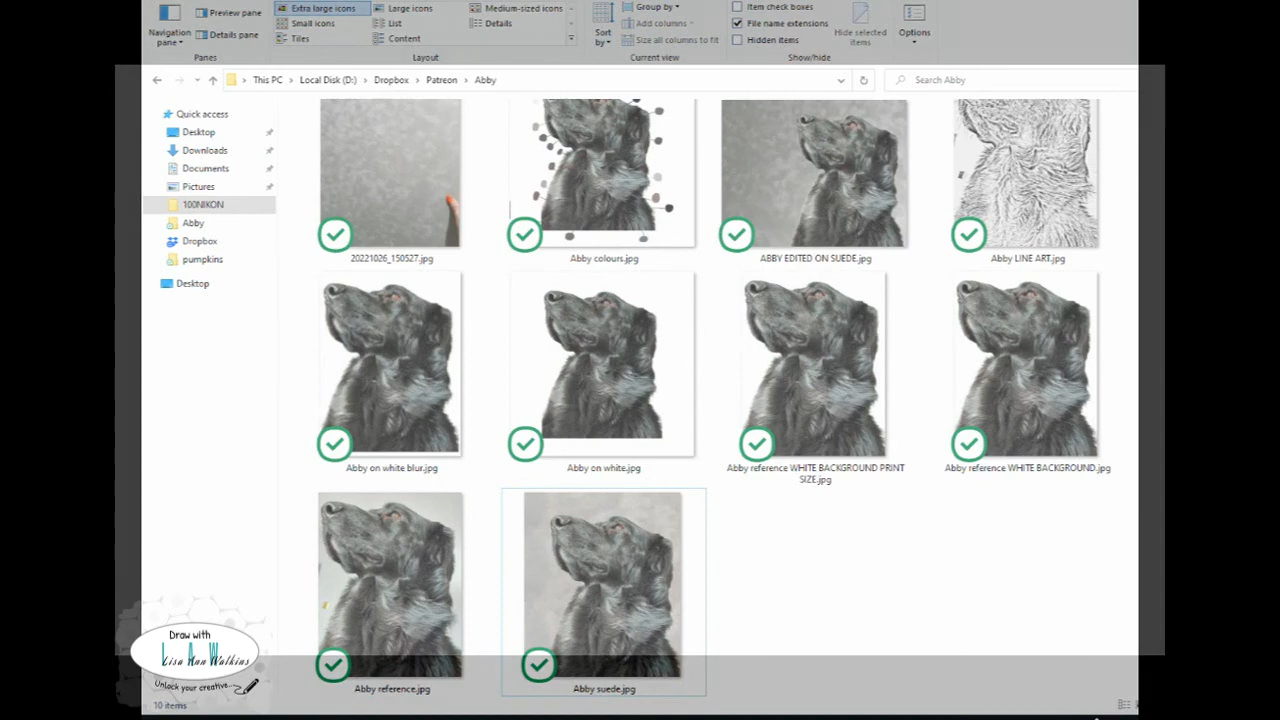 Navigation pane
Preview pane
Details pane
Panes
Extra large icons
Large icons
Medium-sized icons
Small icons
List
Details
Tiles
Content
Layout
Sort by
Group by
Add columns
Size all columns to fit
Current view
Item check boxes
File name extensions
Hidden items
Hide selected items
Show/hide
Options
This PC > Local Disk (D:) > Dropbox > Patreon > Abby
Search Abby
Quick access
Desktop
Downloads
Documents
Pictures
100NIKON
Abby
Dropbox
pumpkins
Desktop
20221026_150527.jpg
Abby colours.jpg
ABBY EDITED ON SUEDE.jpg
Abby LINE ART.jpg
Abby on white blur.jpg
Abby on white.jpg
Abby reference WHITE BACKGROUND PRINT
SIZE.jpg
Abby reference WHITE BACKGROUND.jpg
Abby reference.jpg
Abby suede.jpg
Draw with
Lisa Ann Watkins
Unlock your creative...
10 items